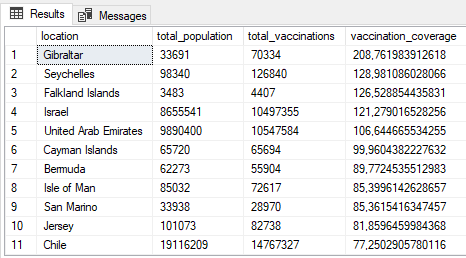 Results Messages
location total_population total_vaccinations vaccination_coverage
1 Gibraltar 33691 70334 208,761983912618
2 Seychelles 98340 126840 128,981086028066
3 Falkland Islands 3483 4407 126,528854435831
4 Israel 8655541 10497355 121,279016528256
5 United Arab Emirates 9890400 10547584 106,644665534255
6 Cayman Islands 65720 65694 99,9604382227632
7 Bermuda 62273 55904 89,7724535512983
8 Isle of Man 85032 72617 85,3996142628657
9 San Marino 33938 28970 85,3615416347457
10 Jersey 101073 82738 81,8596459984368
11 Chile 19116209 14767327 77,2502905780116